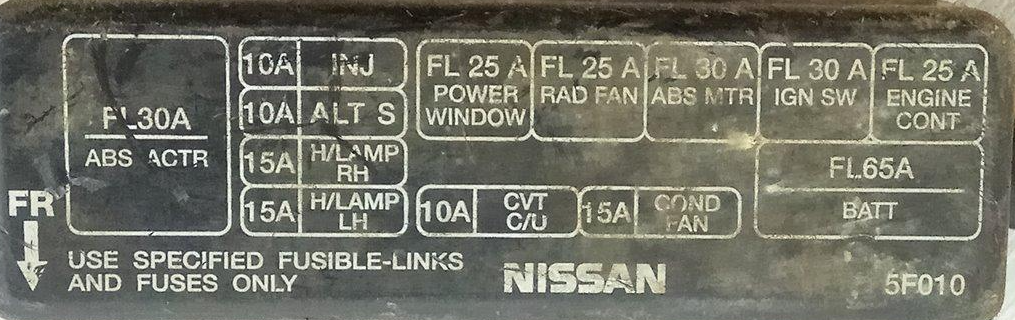 FL30A
ABS ACTR
10A INJ
10A ALT S
15A H/LAMP
RH
15A H/LAMP
LH
FL 25 A
POWER
WINDOW
FL 25 A
RAD FAN
FL 30 A
ABS MTR
FL 30 A
IGN SW
FL 25 A
ENGINE
CONT
FL65A
BATT
10A CVT
C/U
15A COND
FAN
FR
USE SPECIFIED FUSIBLE-LINKS
AND FUSES ONLY
NISSAN
5F010